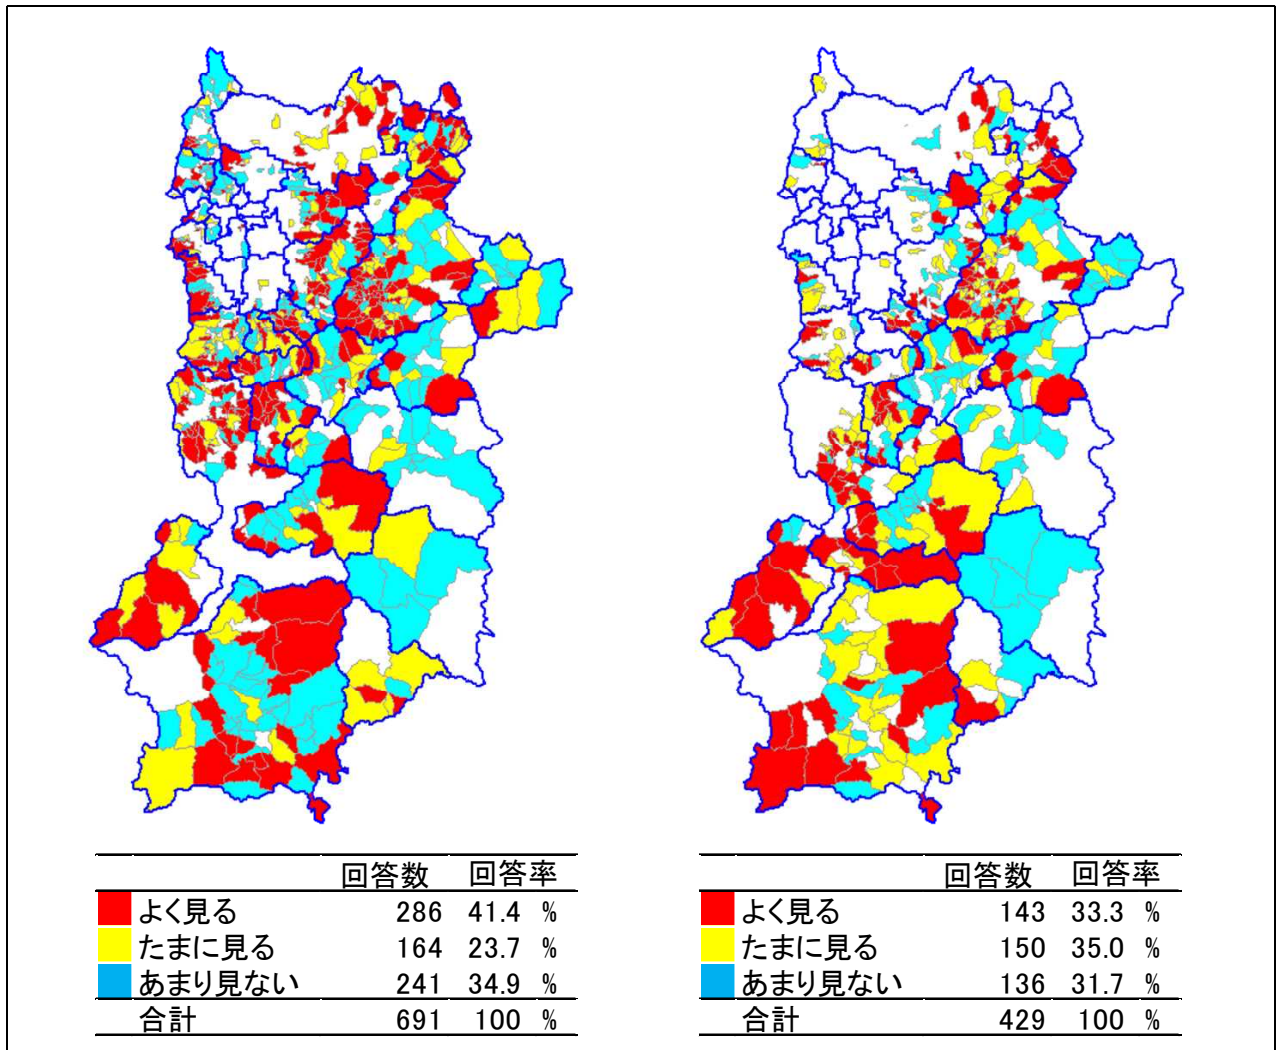 回答数 回答率
よく見る 286 41.4 %
たまに見る 164 23.7 %
あまり見ない 241 34.9 %
合計 691 100 %
回答数 回答率
よく見る 143 33.3 %
たまに見る 150 35.0 %
あまり見ない 136 31.7 %
合計 429 100 %